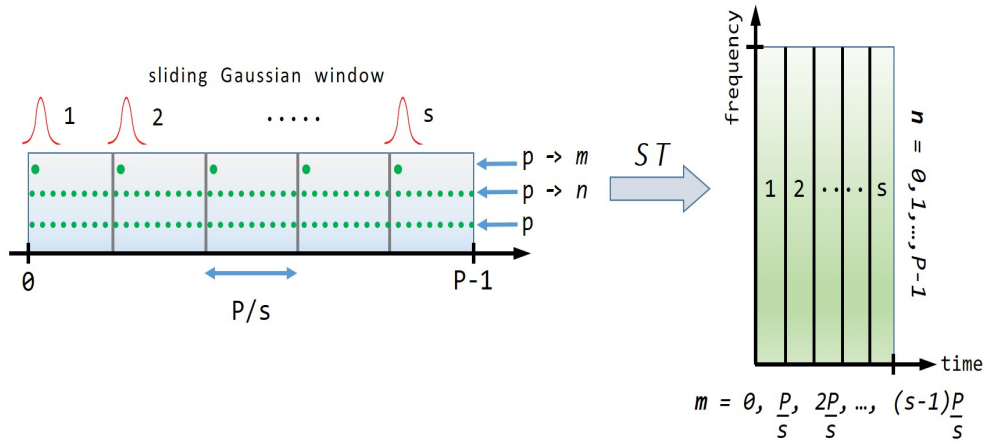 sliding Gaussian window
1 2 ..... s
p -> m
p -> n
p
0 P-1
P/s
ST
frequency
1 2 .... s
n = 0,1,…,P-1
time
m = 0, P/s, 2P/s, …, (s-1)P/s